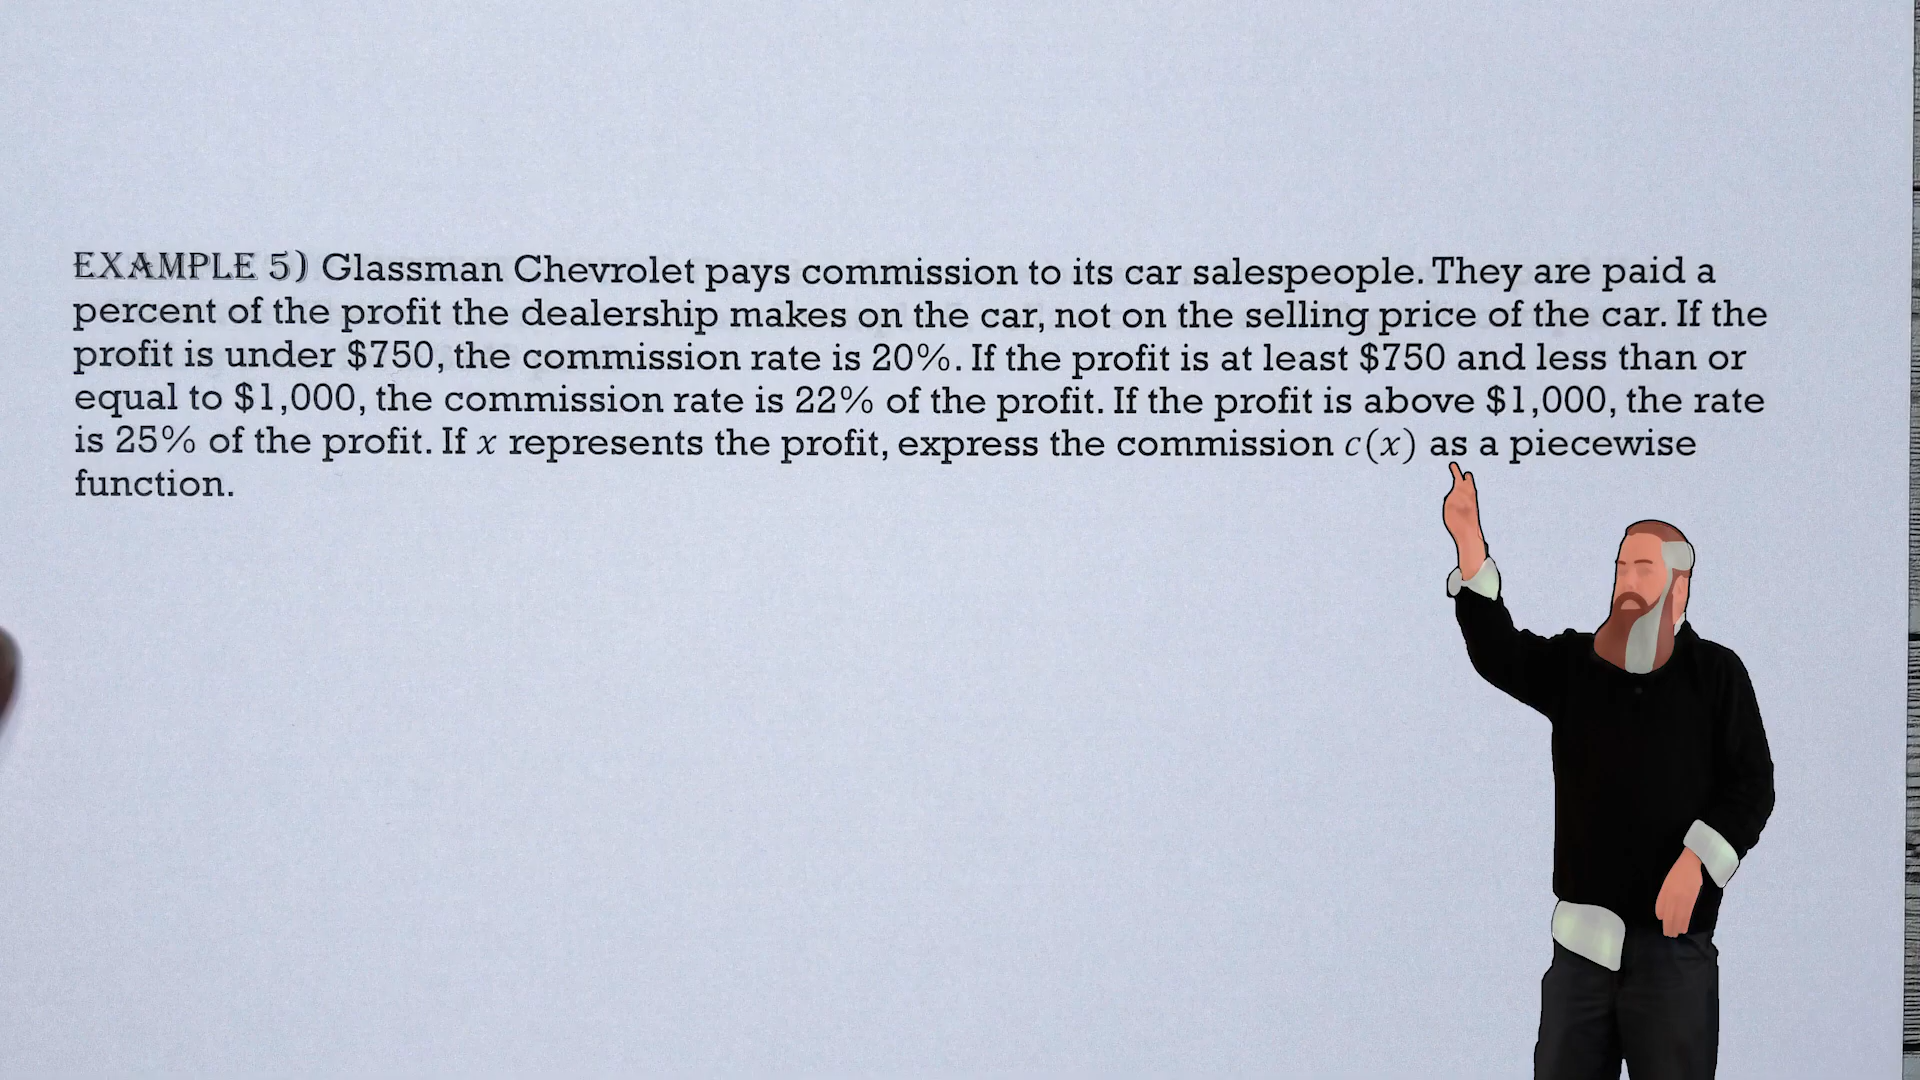 EXAMPLE 5) Glassman Chevrolet pays commission to its car salespeople. They are paid a
percent of the profit the dealership makes on the car, not on the selling price of the car. If the
profit is under $750, the commission rate is 20%. If the profit is at least $750 and less than or
equal to $1,000, the commission rate is 22% of the profit. If the profit is above $1,000, the rate
is 25% of the profit. If x represents the profit, express the commission c(x) as a piecewise
function.